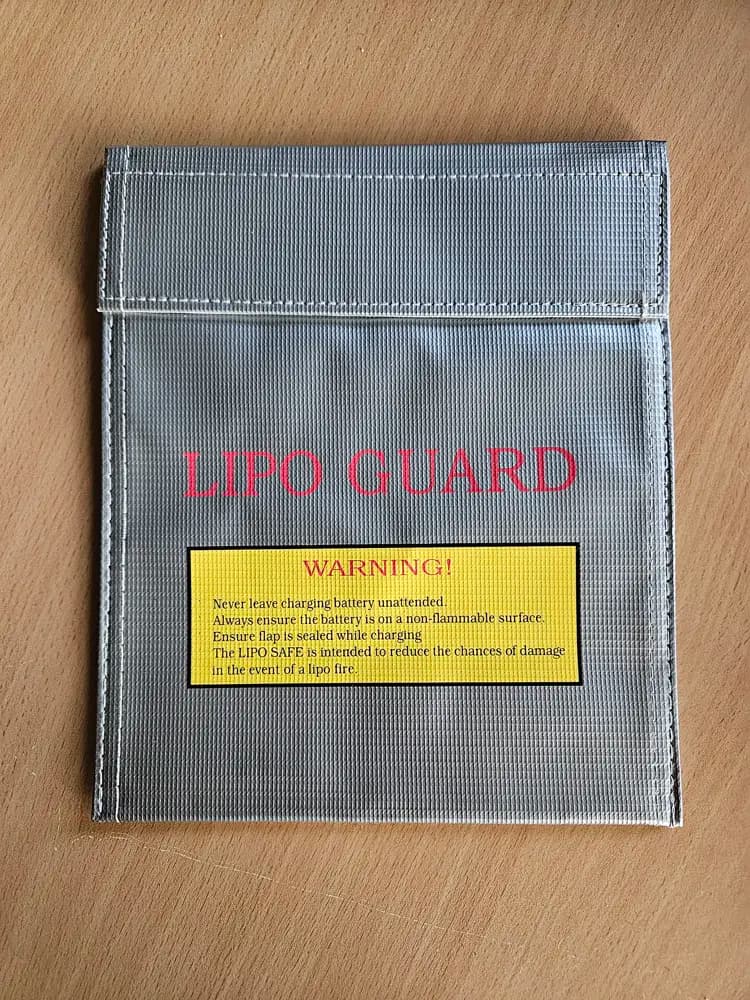 LIPO GUARD
WARNING!
Never leave charging battery unattended.
Always ensure the battery is on a non-flammable surface.
Ensure flap is sealed while charging
The LIPO SAFE is intended to reduce the chances of damage
in the event of a lipo fire.